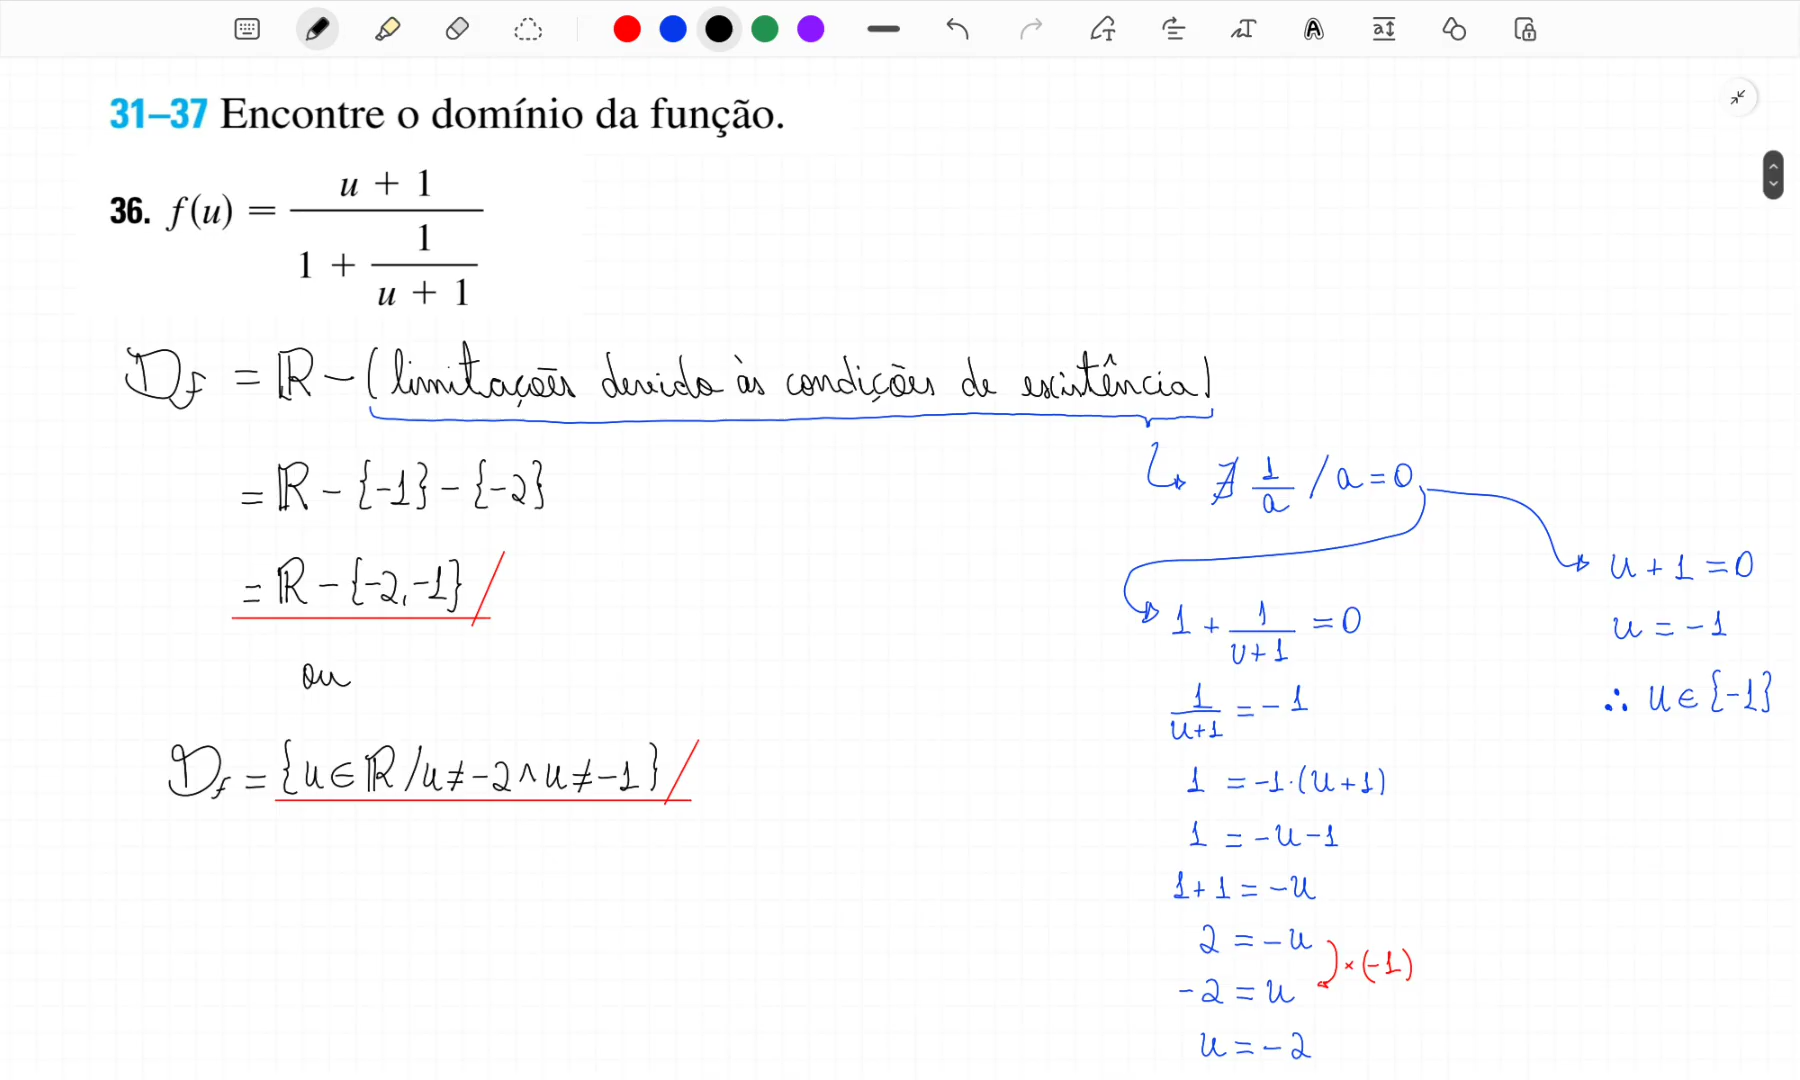 31–37 Encontre o domínio da função.
36. f(u) = (u + 1)/(1 + 1/(u + 1))
D_f = ℝ − (limitações devido às condições de existência)
= ℝ − {-1} − {-2}
= ℝ − {-2, -1}
ou
D_f = {u ∈ ℝ / u ≠ -2 ∧ u ≠ -1}
∄ 1/a / a = 0
1 + 1/(u+1) = 0
1/(u+1) = -1
1 = -1·(u+1)
1 = -u-1
1+1 = -u
2 = -u
×(-1)
-2 = u
u = -2
u + 1 = 0
u = -1
∴ u ∈ {-1}